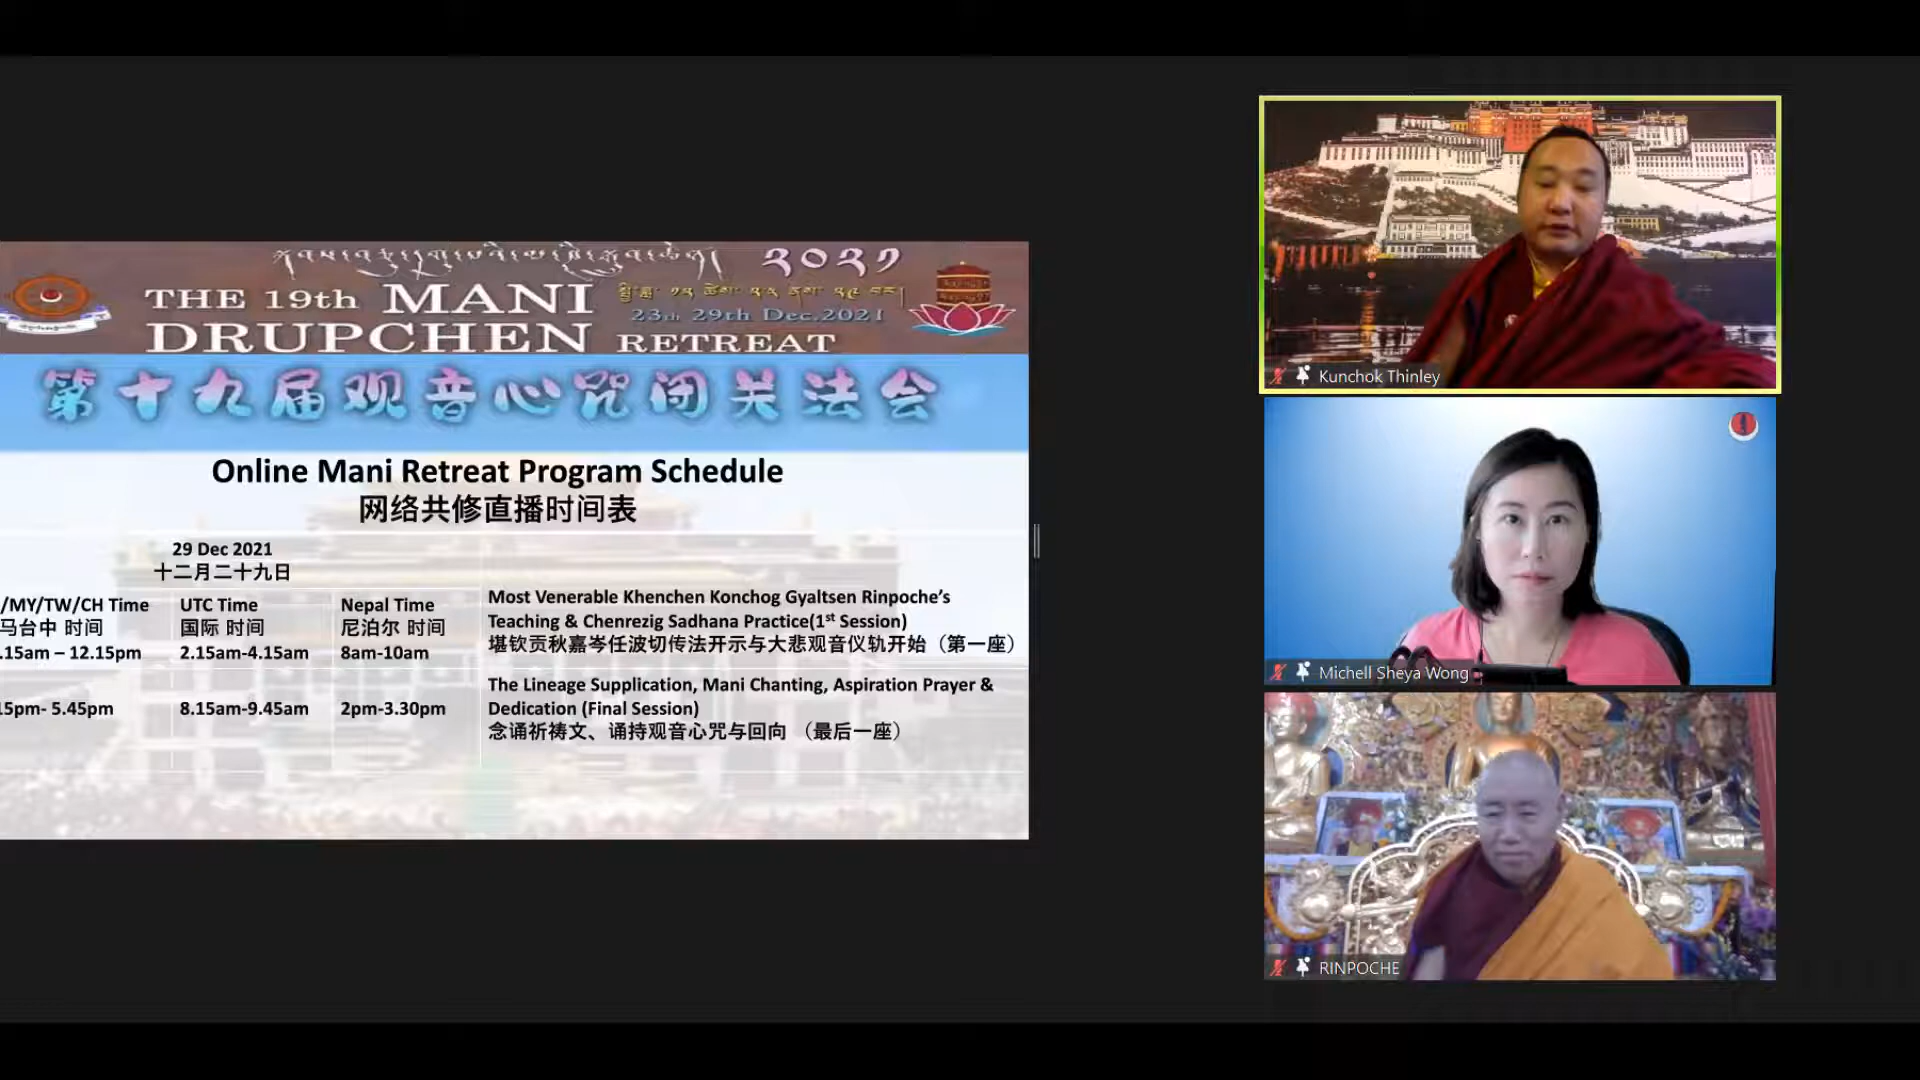 ༢༠༢༡
THE 19th MANI
DRUPCHEN RETREAT
23th 29th Dec.2021
第十九届观音心咒闭关法会
Online Mani Retreat Program Schedule
网络共修直播时间表
29 Dec 2021
十二月二十九日
/MY/TW/CH Time
马台中 时间
.15am – 12.15pm
UTC Time
国际 时间
2.15am-4.15am
Nepal Time
尼泊尔 时间
8am-10am
Most Venerable Khenchen Konchog Gyaltsen Rinpoche’s
Teaching & Chenrezig Sadhana Practice(1st Session)
堪钦贡秋嘉岑任波切传法开示与大悲观音仪轨开始（第一座）
15pm- 5.45pm
8.15am-9.45am
2pm-3.30pm
The Lineage Supplication, Mani Chanting, Aspiration Prayer &
Dedication (Final Session)
念诵祈祷文、诵持观音心咒与回向 （最后一座）
Kunchok Thinley
Michell Sheya Wong
RINPOCHE